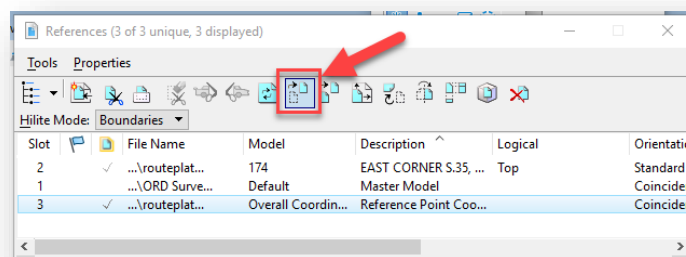 References (3 of 3 unique, 3 displayed)
Tools Properties
Hilite Mode: Boundaries
Slot File Name Model Description Logical Orientati
2 ...\routeplat... 174 EAST CORNER S.35, ... Top Standard
1 ...\ORD Surve... Default Master Model Coincide
3 ...\routeplat... Overall Coordin... Reference Point Coo... Coincide